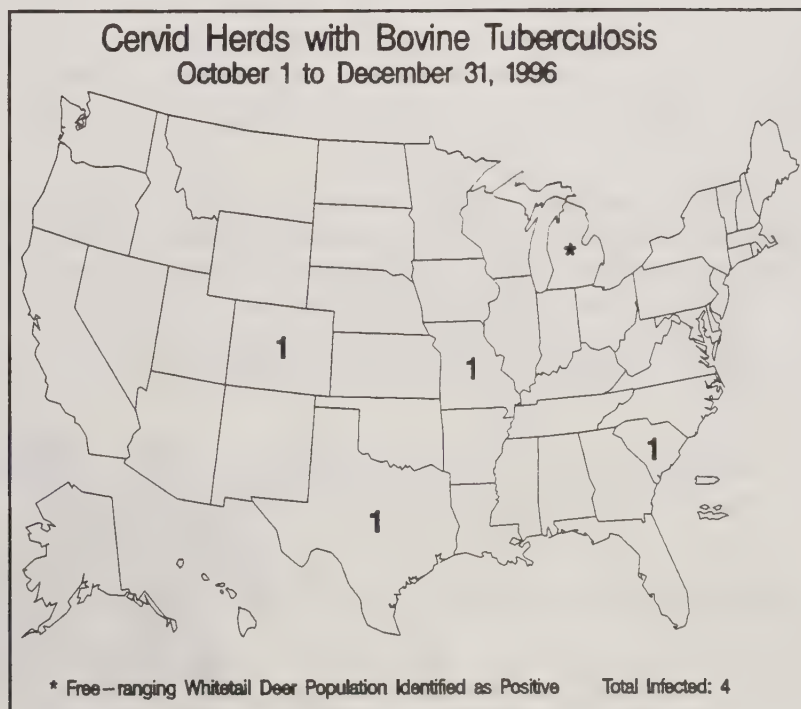 Cervid Herds with Bovine Tuberculosis
October 1 to December 31, 1996
*
1
1
1
1
* Free-ranging Whitetail Deer Population Identified as Positive Total Infected: 4